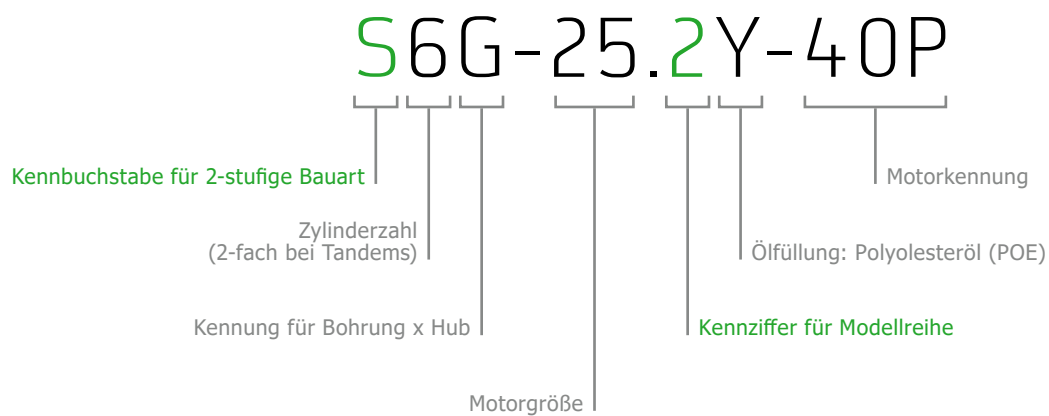 S6G-25.2Y-40P
Kennbuchstabe für 2-stufige Bauart
Motorkennung
Zylinderzahl
(2-fach bei Tandems)
Ölfüllung: Polyolesteröl (POE)
Kennung für Bohrung x Hub
Kennziffer für Modellreihe
Motorgröße